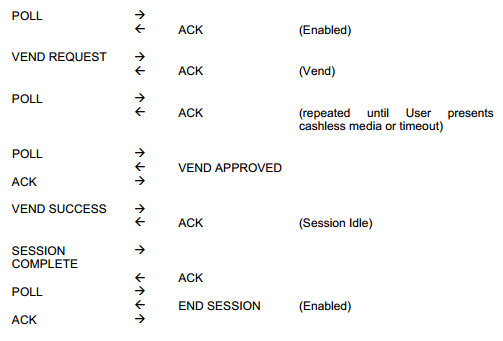 POLL →
← ACK (Enabled)
VEND REQUEST →
← ACK (Vend)
POLL →
← ACK (repeated until User presents
cashless media or timeout)
POLL →
← VEND APPROVED
ACK →
VEND SUCCESS →
← ACK (Session Idle)
SESSION →
COMPLETE
← ACK
POLL →
← END SESSION (Enabled)
ACK →